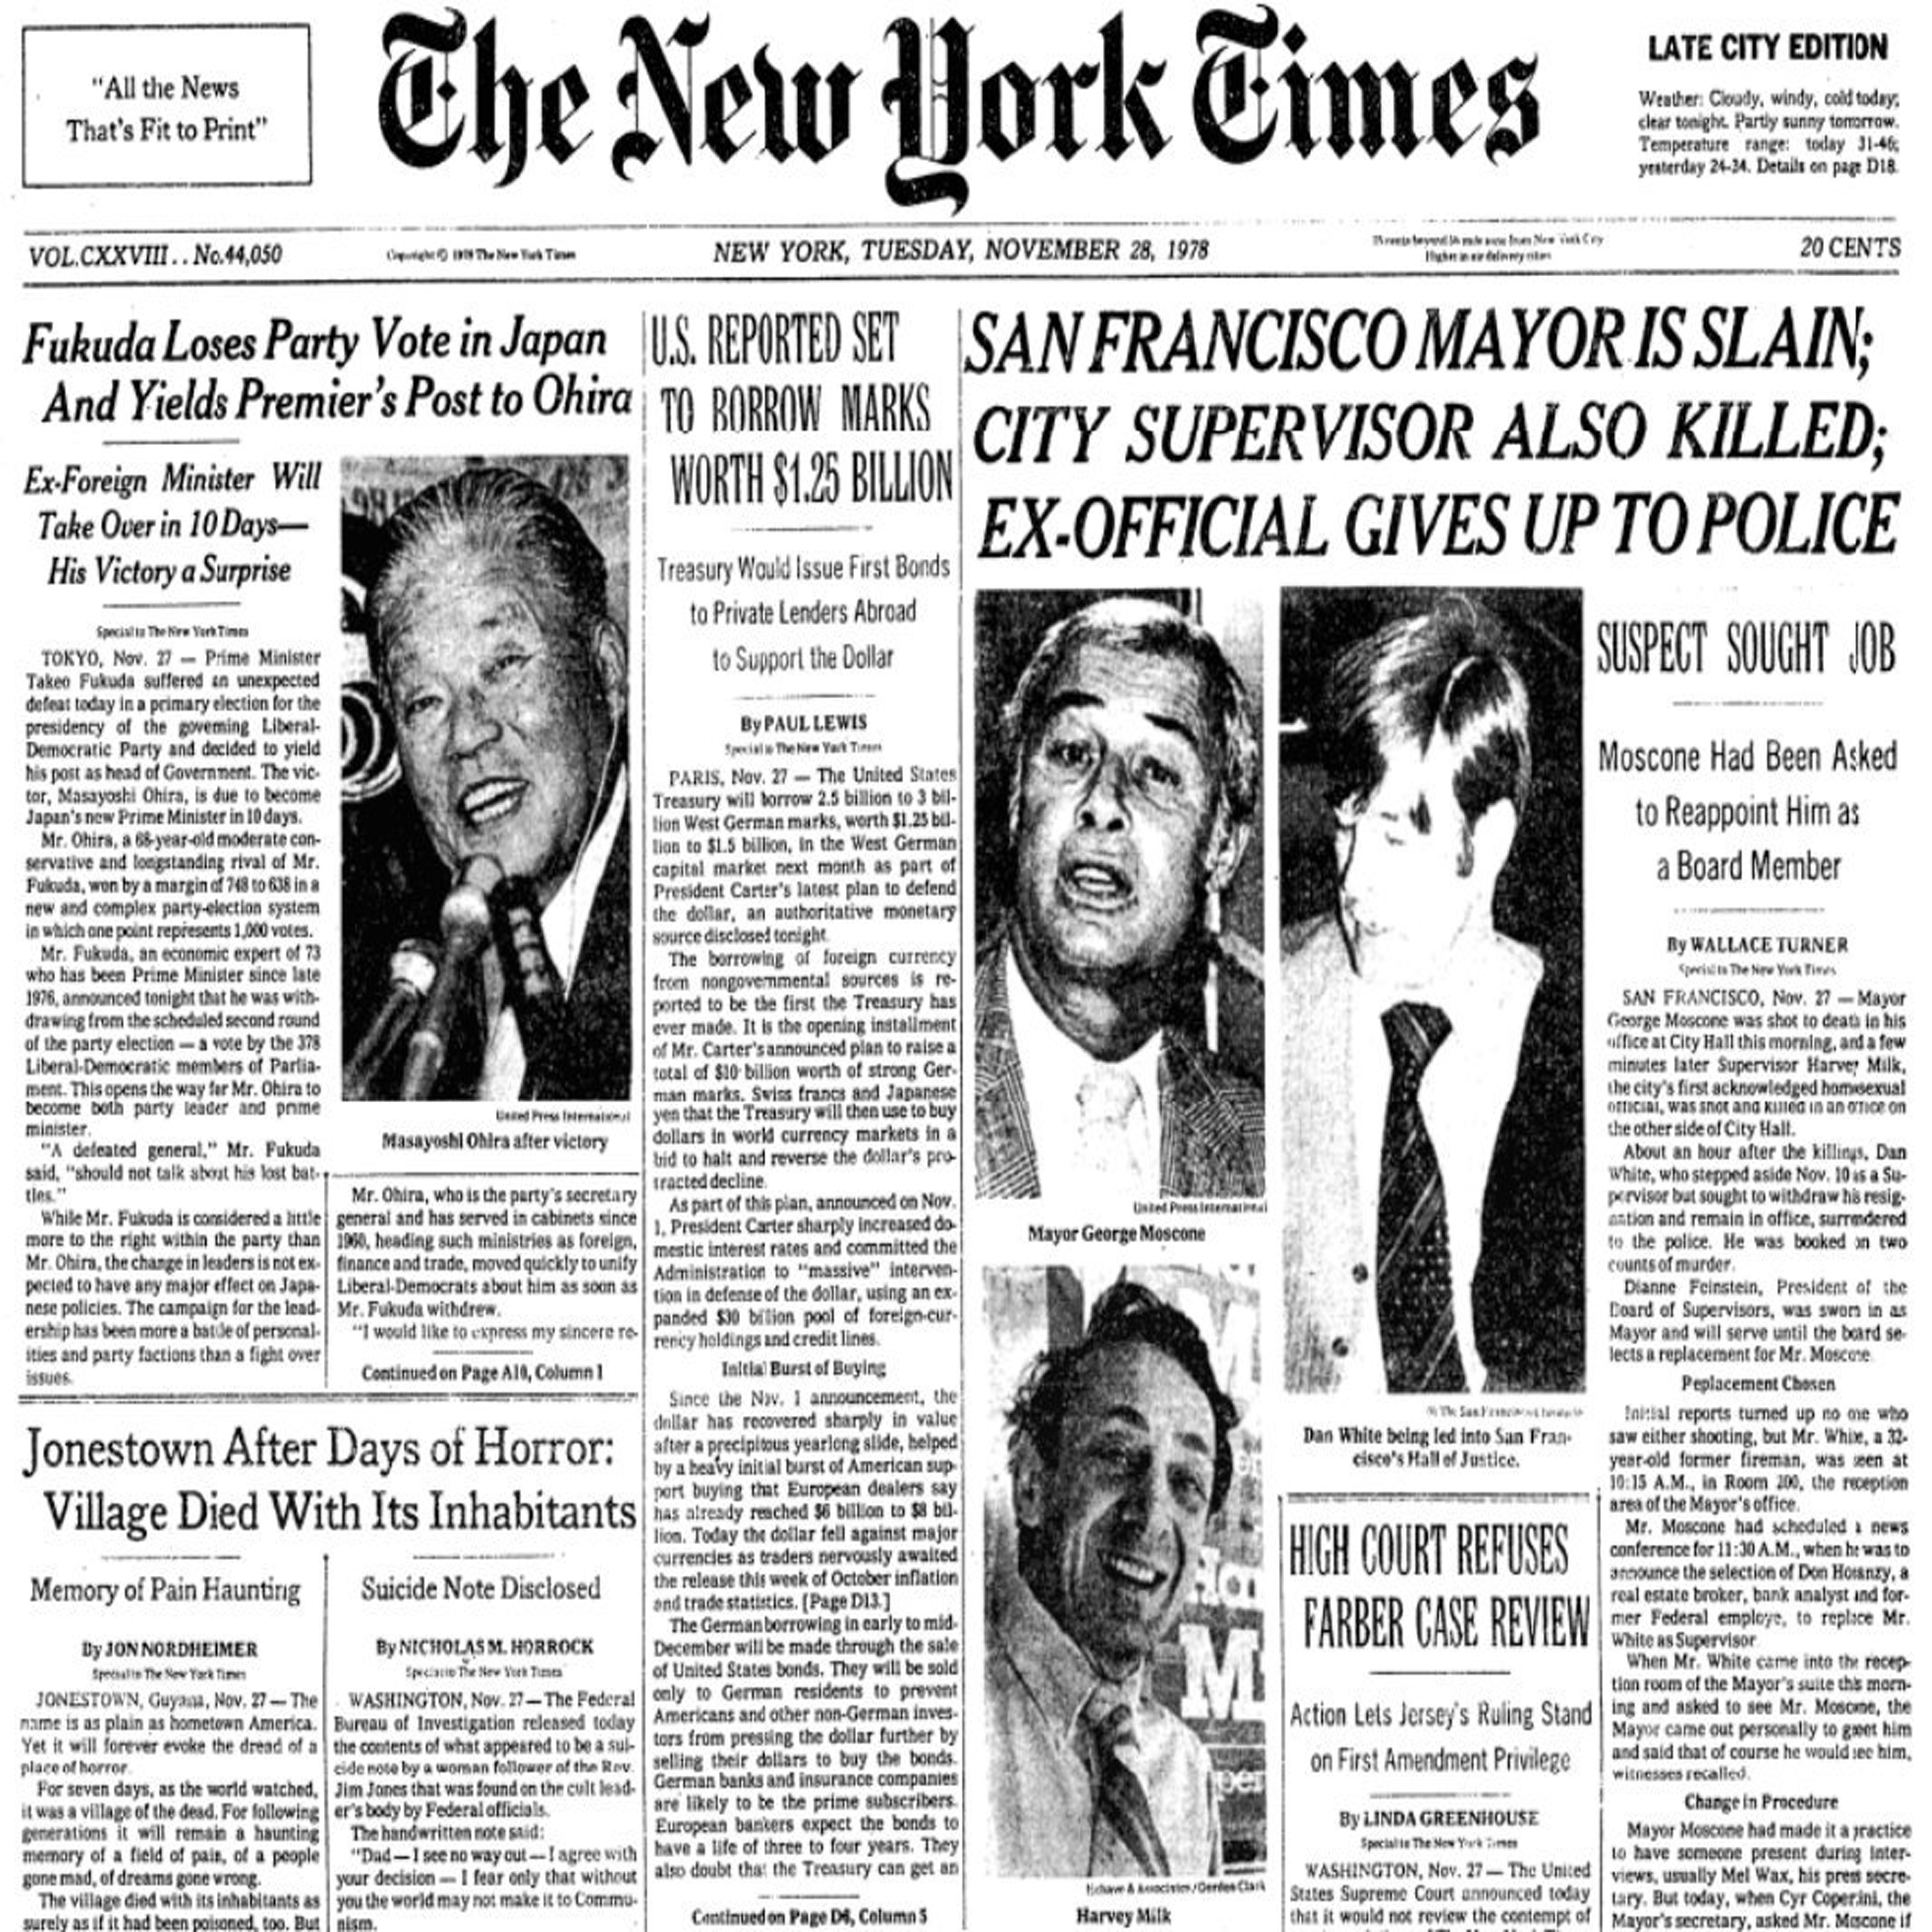 "All the News
That's Fit to Print"
The New York Times
LATE CITY EDITION
Weather: Cloudy, windy, cold today;
clear tonight. Partly sunny tomorrow.
Temperature range: today 31-46;
yesterday 24-34. Details on page D18.
VOL.CXXVIII . . No.44,050
Copyright © 1978 The New York Times
NEW YORK, TUESDAY, NOVEMBER 28, 1978
Higher in air delivery cities
20 CENTS
Fukuda Loses Party Vote in Japan
And Yields Premier's Post to Ohira
Ex-Foreign Minister Will
Take Over in 10 Days—
His Victory a Surprise
Special to The New York Times
TOKYO, Nov. 27 — Prime Minister
Takeo Fukuda suffered an unexpected
defeat today in a primary election for the
presidency of the governing Liberal-
Democratic Party and decided to yield
his post as head of Government. The vic-
tor, Masayoshi Ohira, is due to become
Japan's new Prime Minister in 10 days.
Mr. Ohira, a 68-year-old moderate con-
servative and longstanding rival of Mr.
Fukuda, won by a margin of 748 to 638 in a
new and complex party-election system
in which one point represents 1,000 votes.
Mr. Fukuda, an economic expert of 73
who has been Prime Minister since late
1976, announced tonight that he was with-
drawing from the scheduled second round
of the party election — a vote by the 378
Liberal-Democratic members of Parlia-
ment. This opens the way for Mr. Ohira to
become both party leader and prime
minister.
"A defeated general," Mr. Fukuda
said, "should not talk about his lost bat-
tles."
While Mr. Fukuda is considered a little
more to the right within the party than
Mr. Ohira, the change in leaders is not ex-
pected to have any major effect on Japa-
nese policies. The campaign for the lead-
ership has been more a battle of personal-
ities and party factions than a fight over
issues.
United Press International
Masayoshi Ohira after victory
Mr. Ohira, who is the party's secretary
general and has served in cabinets since
1960, heading such ministries as foreign,
finance and trade, moved quickly to unify
Liberal-Democrats about him as soon as
Mr. Fukuda withdrew.
"I would like to express my sincere re-
Continued on Page A10, Column 1
Jonestown After Days of Horror:
Village Died With Its Inhabitants
Memory of Pain Haunting
By JON NORDHEIMER
Special to The New York Times
JONESTOWN, Guyana, Nov. 27 — The
name is as plain as hometown America.
Yet it will forever evoke the dread of a
place of horror.
For seven days, as the world watched,
it was a village of the dead. For following
generations it will remain a haunting
memory of a field of pain, of a people
gone mad, of dreams gone wrong.
The village died with its inhabitants as
surely as if it had been poisoned, too. But
Suicide Note Disclosed
By NICHOLAS M. HORROCK
Special to The New York Times
WASHINGTON, Nov. 27 — The Federal
Bureau of Investigation released today
the contents of what appeared to be a sui-
cide note by a woman follower of the Rev.
Jim Jones that was found on the cult lead-
er's body by Federal officials.
The handwritten note said:
"Dad — I see no way out — I agree with
your decision — I fear only that without
you the world may not make it to Commu-
nism.
U.S. REPORTED SET
TO BORROW MARKS
WORTH $1.25 BILLION
Treasury Would Issue First Bonds
to Private Lenders Abroad
to Support the Dollar
By PAUL LEWIS
Special to The New York Times
PARIS, Nov. 27 — The United States
Treasury will borrow 2.5 billion to 3 bil-
lion West German marks, worth $1.25 bil-
lion to $1.5 billion, in the West German
capital market next month as part of
President Carter's latest plan to defend
the dollar, an authoritative monetary
source disclosed tonight.
The borrowing of foreign currency
from nongovernmental sources is re-
ported to be the first the Treasury has
ever made. It is the opening installment
of Mr. Carter's announced plan to raise a
total of $10 billion worth of strong Ger-
man marks, Swiss francs and Japanese
yen that the Treasury will then use to buy
dollars in world currency markets in a
bid to halt and reverse the dollar's pro-
tracted decline.
As part of this plan, announced on Nov.
1, President Carter sharply increased do-
mestic interest rates and committed the
Administration to "massive" interven-
tion in defense of the dollar, using an ex-
panded $30 billion pool of foreign-cur-
rency holdings and credit lines.
Initial Burst of Buying
Since the Nov. 1 announcement, the
dollar has recovered sharply in value
after a precipitous yearlong slide, helped
by a heavy initial burst of American sup-
port buying that European dealers say
has already reached $6 billion to $8 bil-
lion. Today the dollar fell against major
currencies as traders nervously awaited
the release this week of October inflation
and trade statistics. [Page D13.]
The German borrowing in early to mid-
December will be made through the sale
of United States bonds. They will be sold
only to German residents to prevent
Americans and other non-German inves-
tors from pressing the dollar further by
selling their dollars to buy the bonds.
German banks and insurance companies
are likely to be the prime subscribers.
European bankers expect the bonds to
have a life of three to four years. They
also doubt that the Treasury can get an
Continued on Page D6, Column 5
SAN FRANCISCO MAYOR IS SLAIN;
CITY SUPERVISOR ALSO KILLED;
EX-OFFICIAL GIVES UP TO POLICE
United Press International
Mayor George Moscone
Harvey Milk
Dan White being led into San Fran-
cisco's Hall of Justice.
HIGH COURT REFUSES
FARBER CASE REVIEW
Action Lets Jersey's Ruling Stand
on First Amendment Privilege
By LINDA GREENHOUSE
Special to The New York Times
WASHINGTON, Nov. 27 — The United
States Supreme Court announced today
that it would not review the contempt of
SUSPECT SOUGHT JOB
Moscone Had Been Asked
to Reappoint Him as
a Board Member
By WALLACE TURNER
Special to The New York Times
SAN FRANCISCO, Nov. 27 — Mayor
George Moscone was shot to death in his
office at City Hall this morning, and a few
minutes later Supervisor Harvey Milk,
the city's first acknowledged homosexual
official, was shot and killed in an office on
the other side of City Hall.
About an hour after the killings, Dan
White, who stepped aside Nov. 10 as a Su-
pervisor but sought to withdraw his resig-
nation and remain in office, surrendered
to the police. He was booked on two
counts of murder.
Dianne Feinstein, President of the
Board of Supervisors, was sworn in as
Mayor and will serve until the board se-
lects a replacement for Mr. Moscone.
Replacement Chosen
Initial reports turned up no one who
saw either shooting, but Mr. White, a 32-
year-old former fireman, was seen at
10:15 A.M., in Room 200, the reception
area of the Mayor's office.
Mr. Moscone had scheduled a news
conference for 11:30 A.M., when he was to
announce the selection of Don Horanzy, a
real estate broker, bank analyst and for-
mer Federal employe, to replace Mr.
White as Supervisor.
When Mr. White came into the recep-
tion room of the Mayor's suite this morn-
ing and asked to see Mr. Moscone, the
Mayor came out personally to greet him
and said that of course he would see him,
witnesses recalled.
Change in Procedure
Mayor Moscone had made it a practice
to have someone present during inter-
views, usually Mel Wax, his press secre-
tary. But today, when Cyr Copertini, the
Mayor's secretary, asked Mr. Moscone if